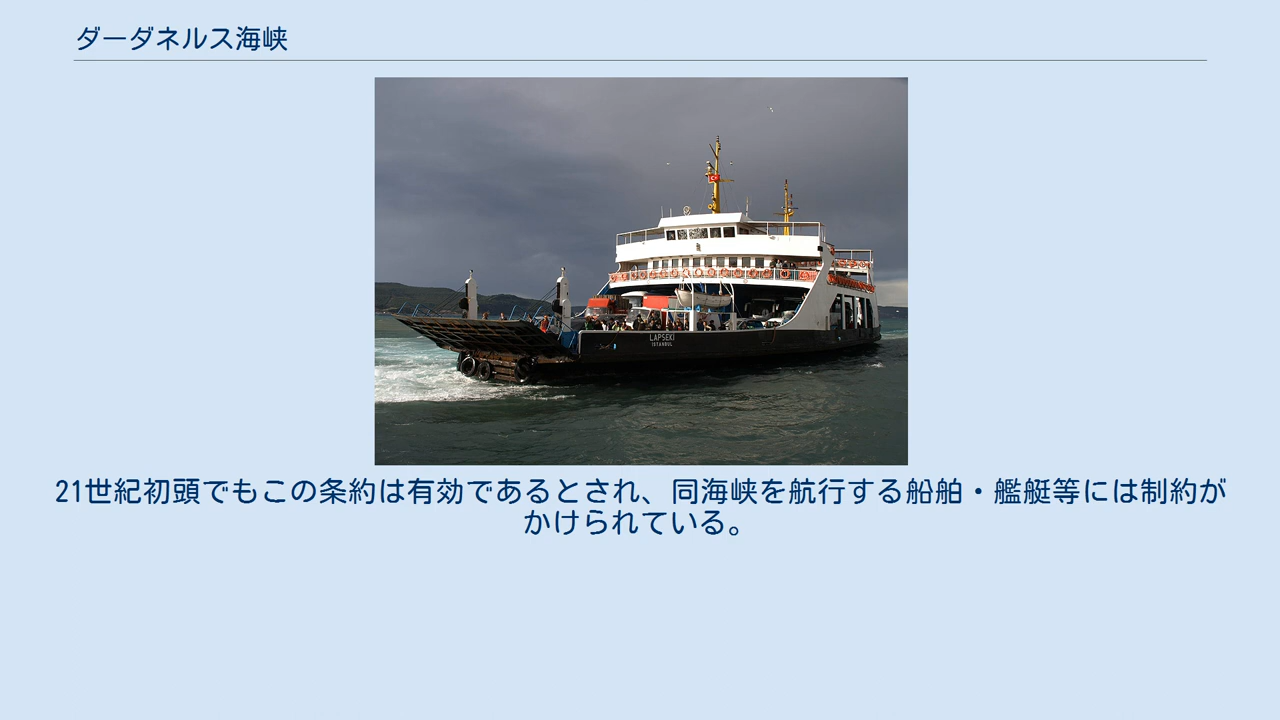 ダーダネルス海峡
LAPSEKI
ISTANBUL
21世紀初頭でもこの条約は有効であるとされ、同海峡を航行する船舶・艦艇等には制約が
かけられている。